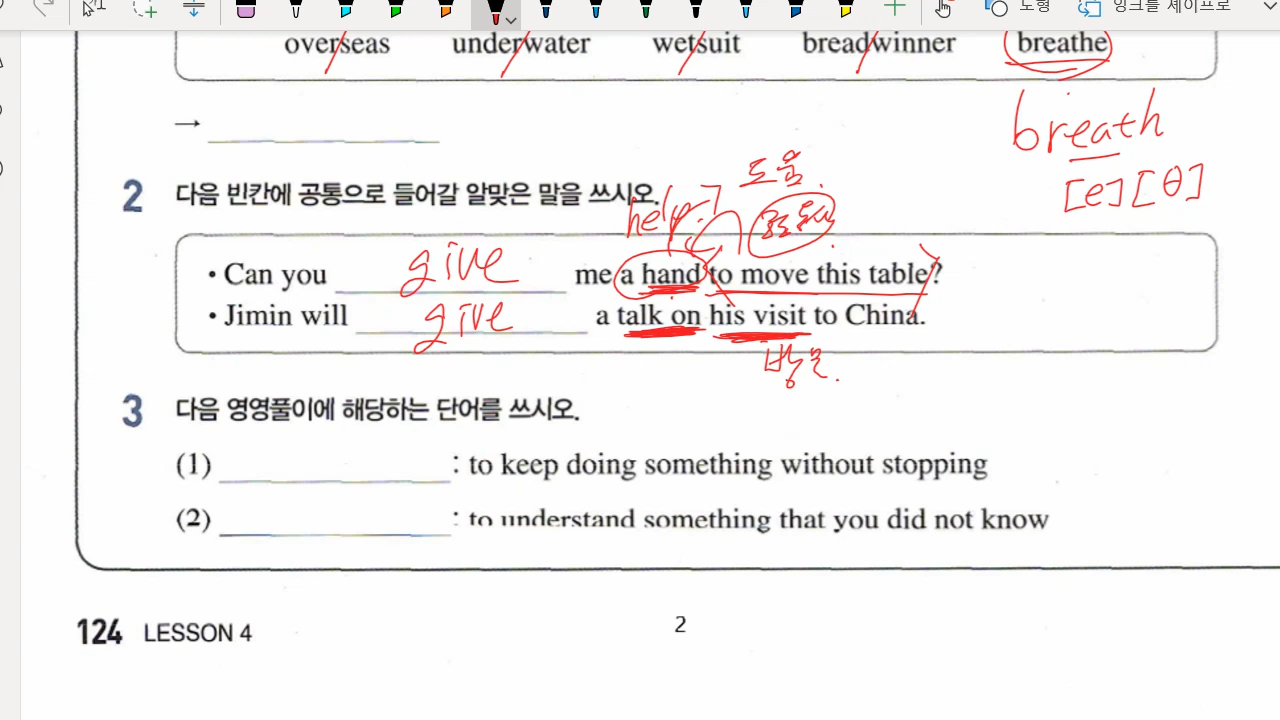 도형
잉크를 셰이프로
overseas underwater wetsuit breadwinner breathe
breath
[e] [θ]
→
도움.
help
2 다음 빈칸에 공통으로 들어갈 알맞은 말을 쓰시오.
• Can you give me a hand to move this table?
• Jimin will give a talk on his visit to China.
방문.
3 다음 영영풀이에 해당하는 단어를 쓰시오.
(1) : to keep doing something without stopping
(2) : to understand something that you did not know
124 LESSON 4
2